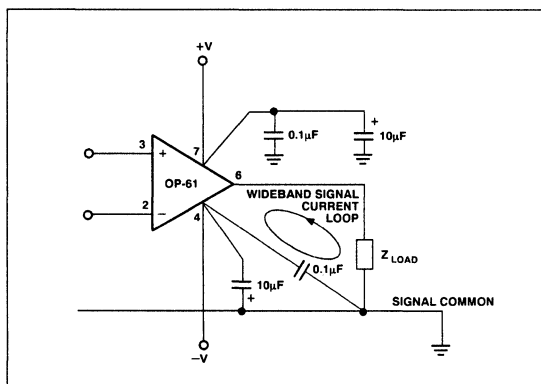 +V
3
7
+
0.1μF
+
10μF
OP-61
6
WIDEBAND SIGNAL
CURRENT
LOOP
2
−
4
0.1μF
Z LOAD
10μF
+
SIGNAL COMMON
−V